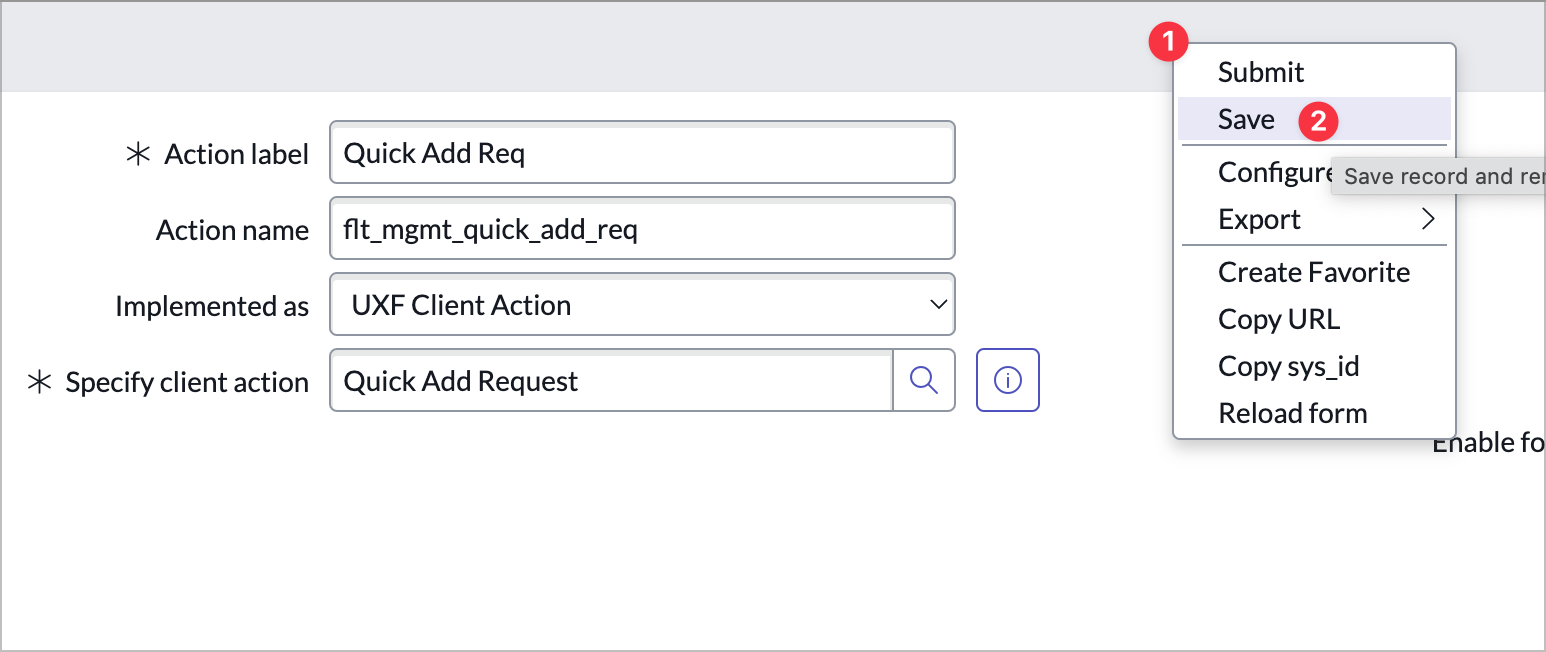 1
Submit
Save 2
Configure
Save record and rer
Export
Create Favorite
Copy URL
Copy sys_id
Reload form
Enable fo
* Action label Quick Add Req
Action name flt_mgmt_quick_add_req
Implemented as UXF Client Action
* Specify client action Quick Add Request